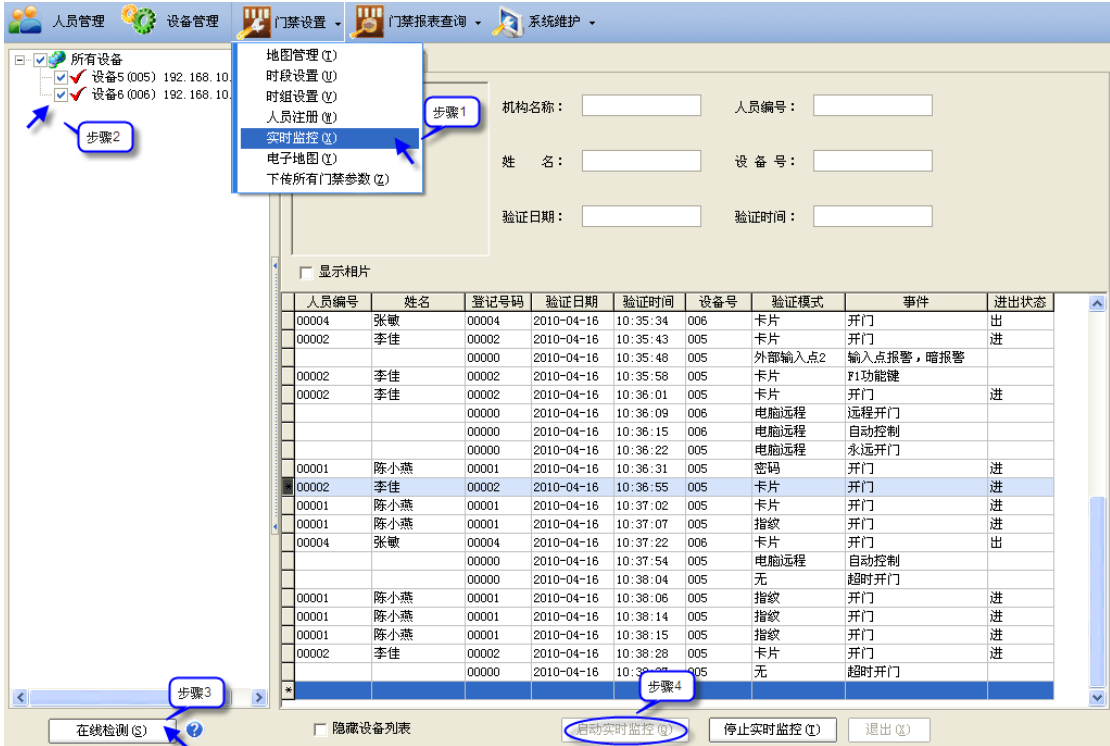 人员管理 设备管理 门禁设置 门禁报表查询 系统维护
所有设备
设备5(005) 192.168.10.
设备6(006) 192.168.10.
步骤2
地图管理(T)
时段设置(U)
时组设置(V)
人员注册(W)
实时监控(X)
电子地图(Y)
下传所有门禁参数(Z)
步骤1
机构名称： 人员编号：
姓 名： 设 备 号：
验证日期： 验证时间：
显示相片
人员编号 姓名 登记号码 验证日期 验证时间 设备号 验证模式 事件 进出状态
00004 张敏 00004 2010-04-16 10:35:34 006 卡片 开门 出
00002 李佳 00002 2010-04-16 10:35:43 005 卡片 开门 进
00000 2010-04-16 10:35:48 005 外部输入点2 输入点报警，暗报警
00002 李佳 00002 2010-04-16 10:35:58 005 卡片 F1功能键
00002 李佳 00002 2010-04-16 10:36:01 005 卡片 开门 进
00000 2010-04-16 10:36:09 006 电脑远程 远程开门
00000 2010-04-16 10:36:15 006 电脑远程 自动控制
00000 2010-04-16 10:36:22 005 电脑远程 永远开门
00001 陈小燕 00001 2010-04-16 10:36:31 005 密码 开门 进
* 00002 李佳 00002 2010-04-16 10:36:55 005 卡片 开门 进
00001 陈小燕 00001 2010-04-16 10:37:02 005 卡片 开门 进
00001 陈小燕 00001 2010-04-16 10:37:07 005 指纹 开门 进
00004 张敏 00004 2010-04-16 10:37:22 006 卡片 开门 出
00000 2010-04-16 10:37:54 005 电脑远程 自动控制
00000 2010-04-16 10:38:04 005 无 超时开门
00001 陈小燕 00001 2010-04-16 10:38:06 005 指纹 开门 进
00001 陈小燕 00001 2010-04-16 10:38:14 005 指纹 开门 进
00001 陈小燕 00001 2010-04-16 10:38:15 005 指纹 开门 进
00002 李佳 00002 2010-04-16 10:38:28 005 卡片 开门 进
00000 2010-04-16 005 无 超时开门
*
步骤3
步骤4
在线检测(S) 隐藏设备列表 启动实时监控(Q) 停止实时监控(T) 退出(X)